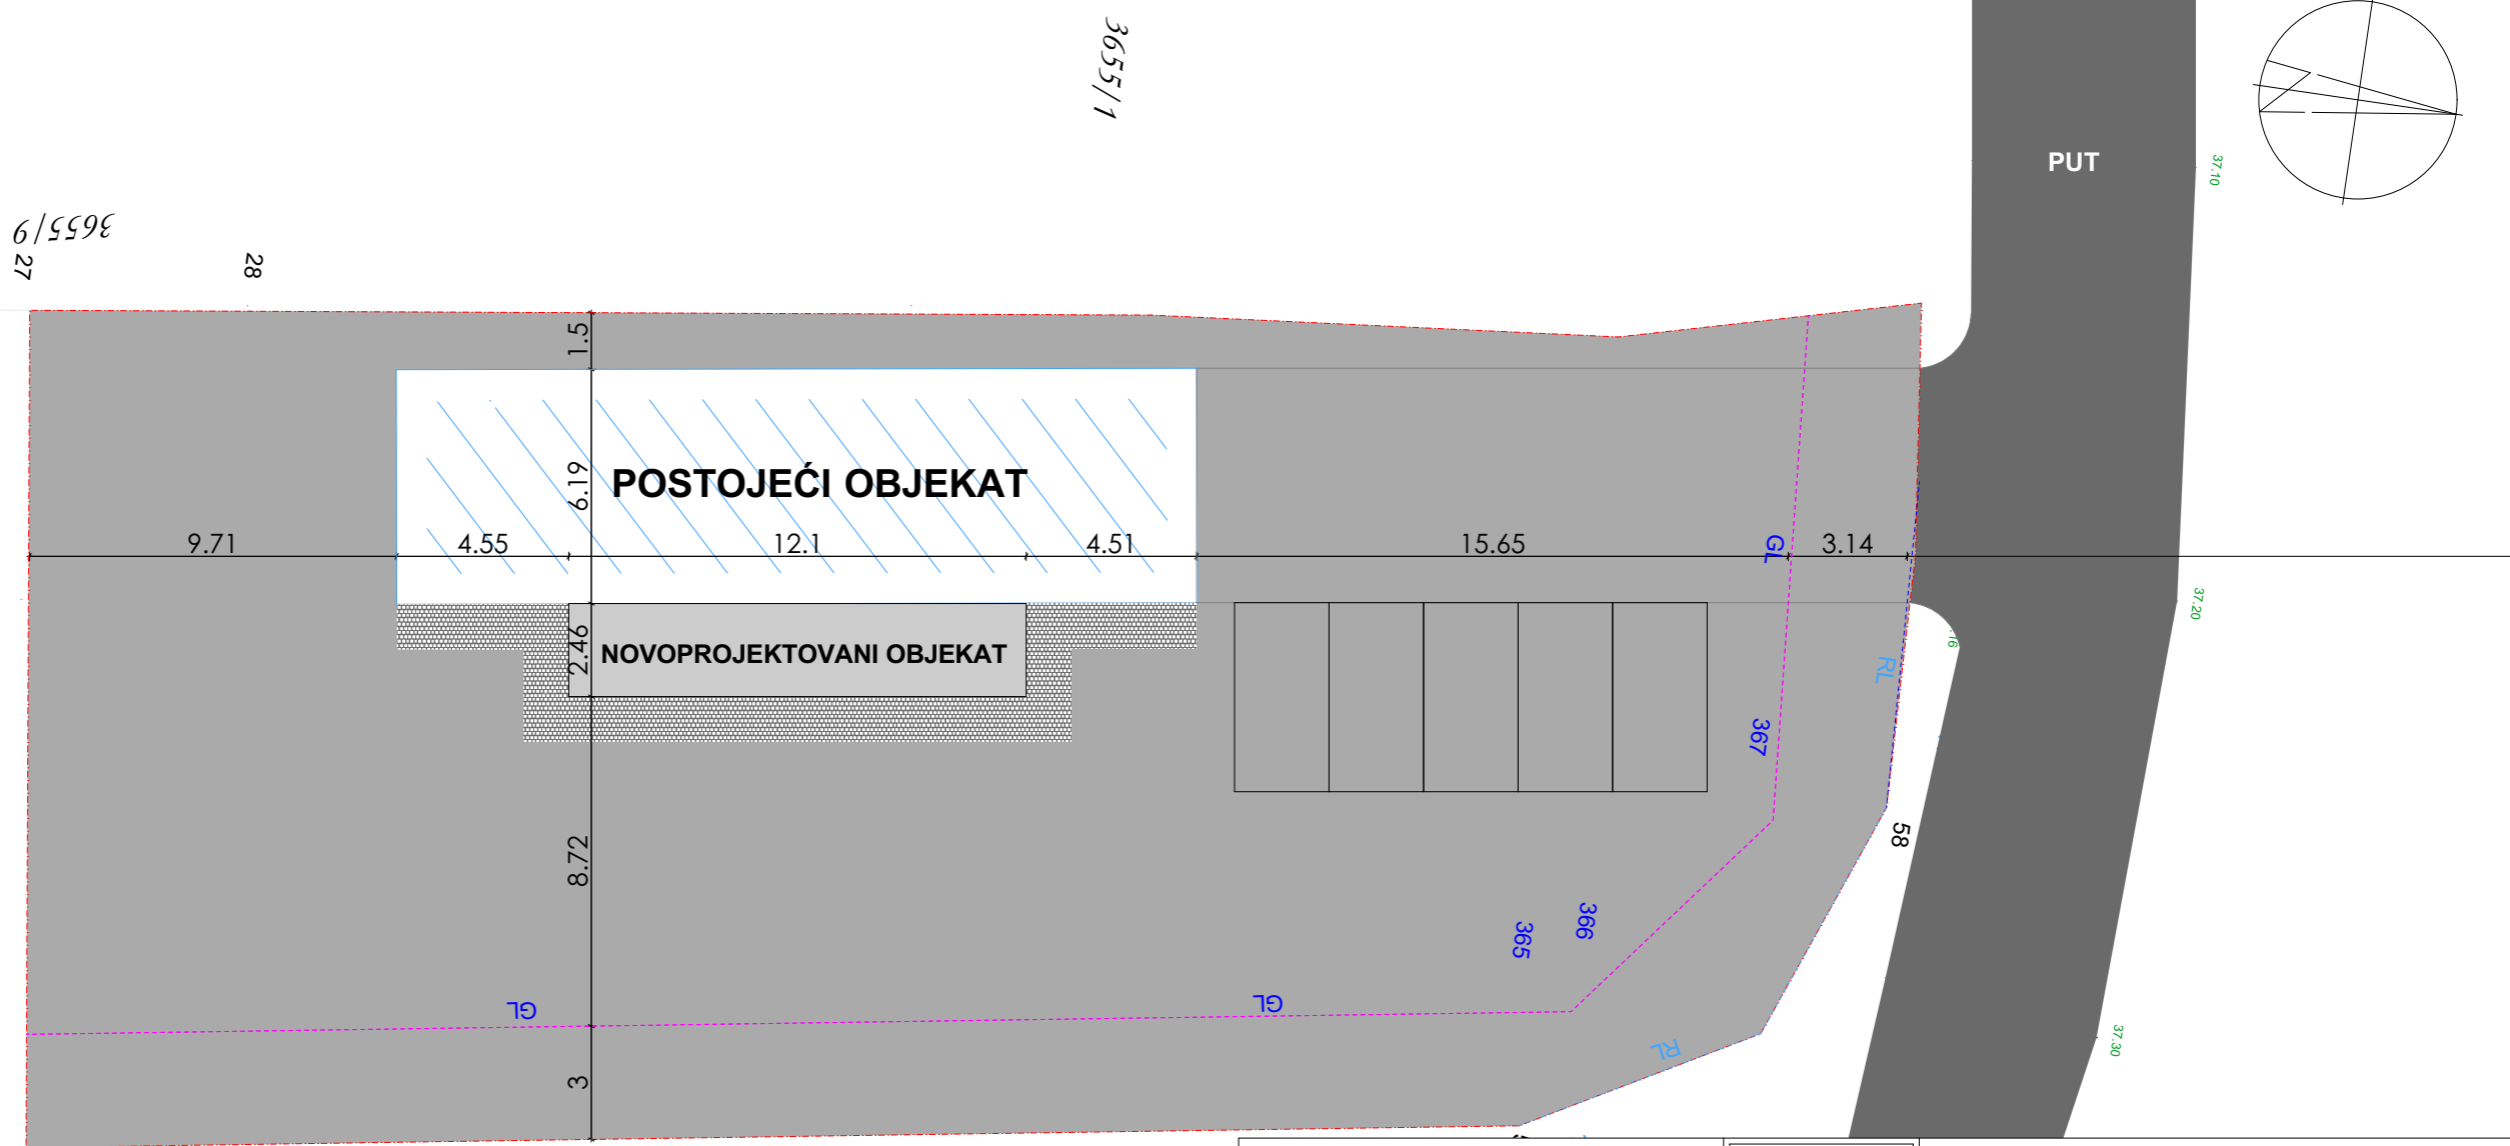 3655/1
PUT
37.10
3655/9
27
28
1.5
6.19
POSTOJEĆI OBJEKAT
9.71
4.55
12.1
4.51
15.65
GL
3.14
37.20
2.46
NOVOPROJEKTOVANI OBJEKAT
RL
367
58
8.72
366
365
GL
GL
RL
37.30
3